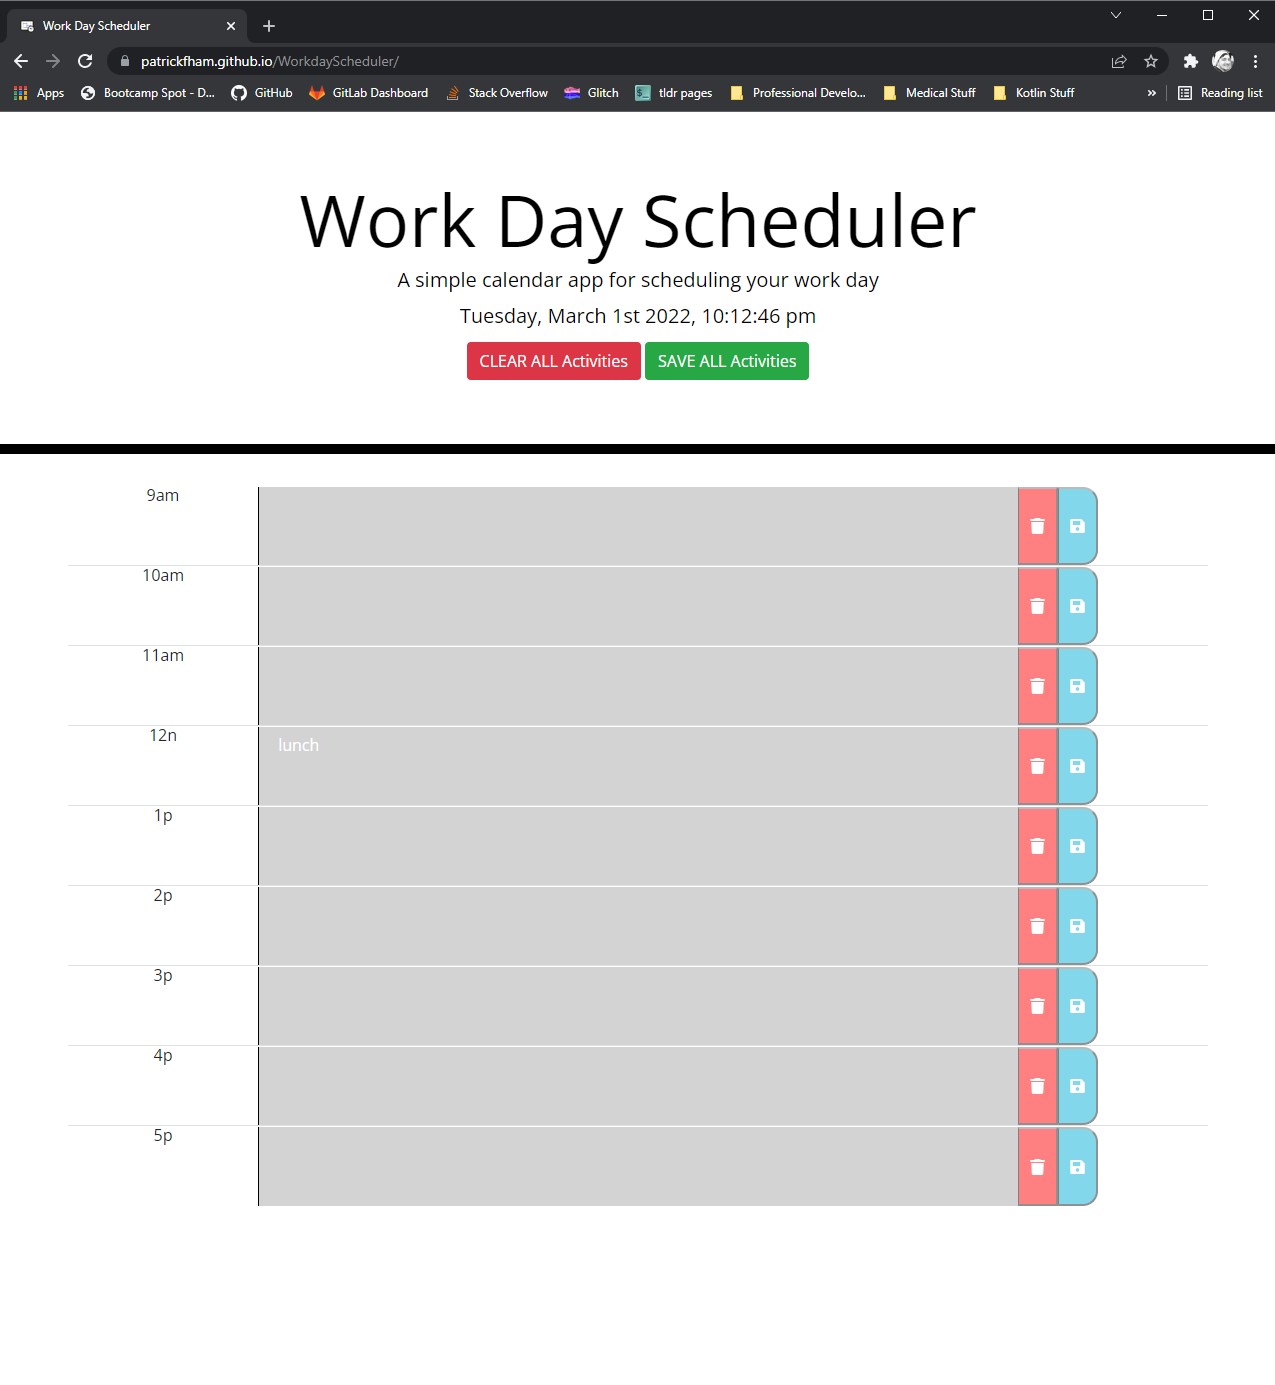 Work Day Scheduler
patrickfham.github.io/WorkdayScheduler/
Apps Bootcamp Spot - D... GitHub GitLab Dashboard Stack Overflow Glitch tldr pages Professional Develo... Medical Stuff Kotlin Stuff » Reading list
Work Day Scheduler
A simple calendar app for scheduling your work day
Tuesday, March 1st 2022, 10:12:46 pm
CLEAR ALL Activities SAVE ALL Activities
9am
10am
11am
12n lunch
1p
2p
3p
4p
5p